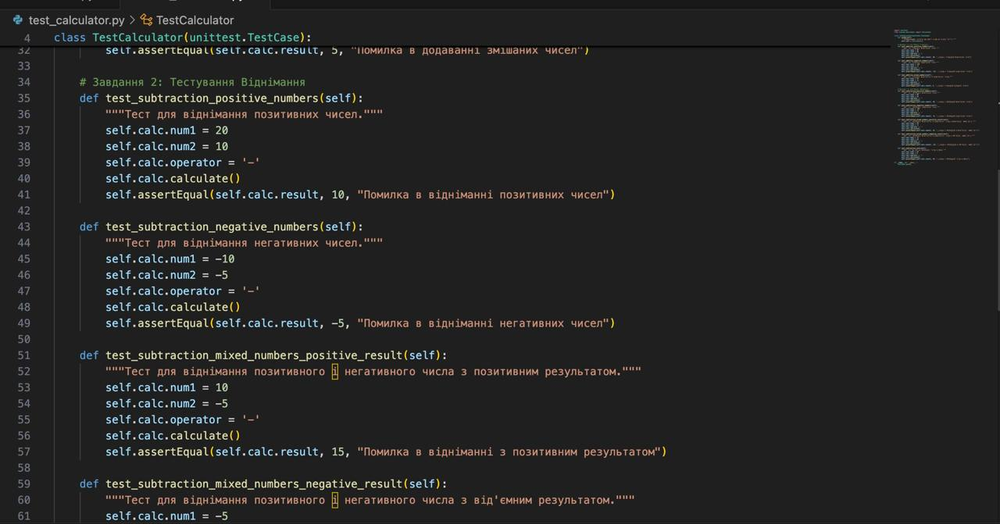 test_calculator.py > TestCalculator
4 class TestCalculator(unittest.TestCase):
32 self.assertEqual(self.calc.result, 5, "Помилка в додаванні змішаних чисел")
33
34 # Завдання 2: Тестування Віднімання
35 def test_subtraction_positive_numbers(self):
36 """Тест для віднімання позитивних чисел."""
37 self.calc.num1 = 20
38 self.calc.num2 = 10
39 self.calc.operator = '-'
40 self.calc.calculate()
41 self.assertEqual(self.calc.result, 10, "Помилка в відніманні позитивних чисел")
42
43 def test_subtraction_negative_numbers(self):
44 """Тест для віднімання негативних чисел."""
45 self.calc.num1 = -10
46 self.calc.num2 = -5
47 self.calc.operator = '-'
48 self.calc.calculate()
49 self.assertEqual(self.calc.result, -5, "Помилка в відніманні негативних чисел")
50
51 def test_subtraction_mixed_numbers_positive_result(self):
52 """Тест для віднімання позитивного і негативного числа з позитивним результатом."""
53 self.calc.num1 = 10
54 self.calc.num2 = -5
55 self.calc.operator = '-'
56 self.calc.calculate()
57 self.assertEqual(self.calc.result, 15, "Помилка в відніманні з позитивним результатом")
58
59 def test_subtraction_mixed_numbers_negative_result(self):
60 """Тест для віднімання позитивного і негативного числа з від'ємним результатом."""
61 self.calc.num1 = -5